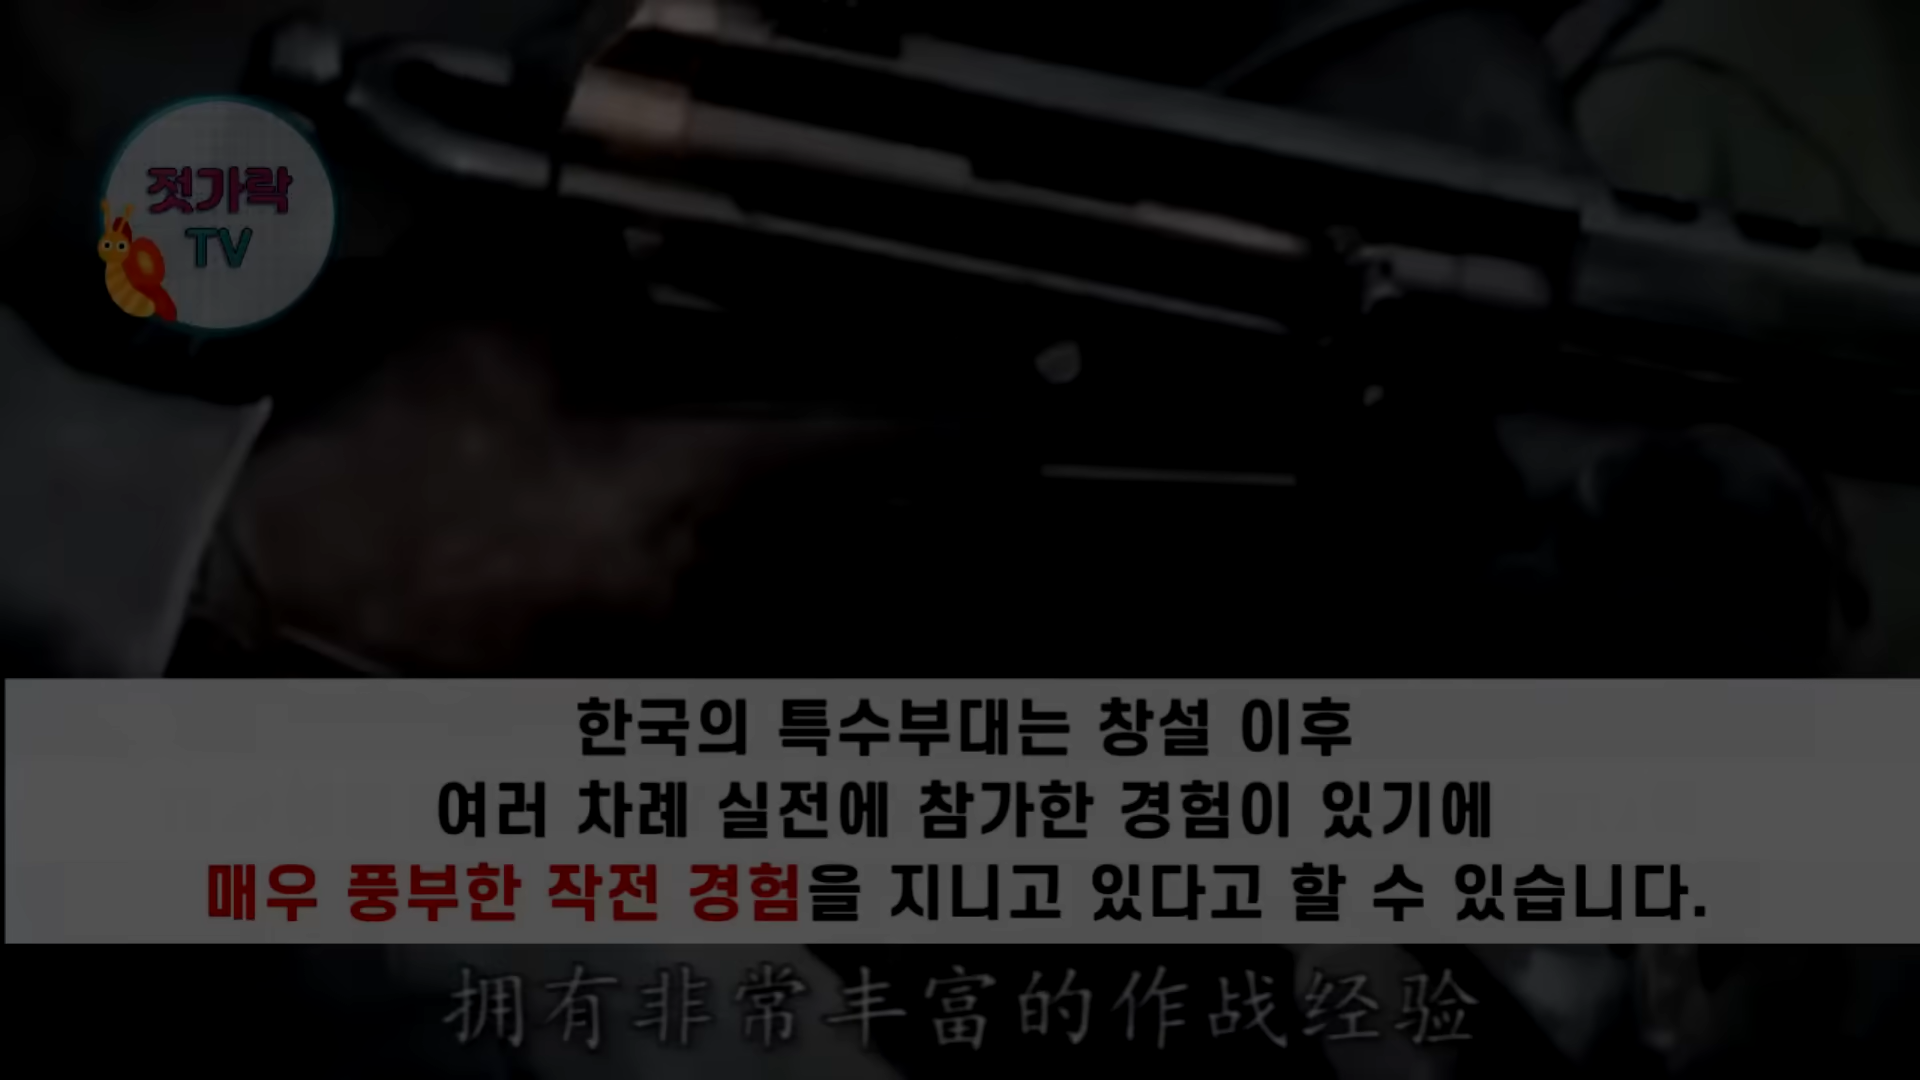 젓가락
TV
한국의 특수부대는 창설 이후
여러 차례 실전에 참가한 경험이 있기에
매우 풍부한 작전 경험을 지니고 있다고 할 수 있습니다.
拥有非常丰富的作战经验